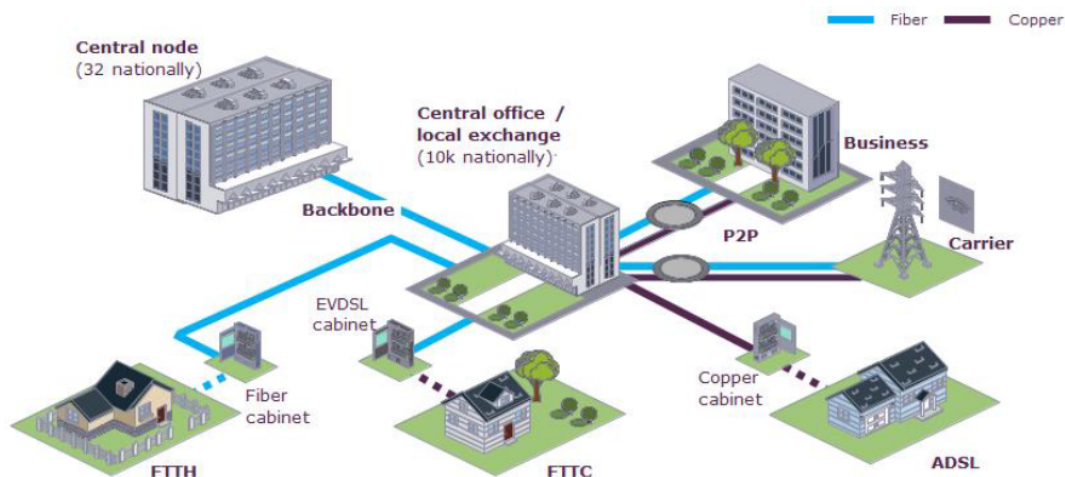 Fiber
Copper
Central node
(32 nationally)
Central office /
local exchange
(10k nationally)
Business
Backbone
P2P
Carrier
EVDSL
cabinet
Fiber
cabinet
Copper
cabinet
FTTH
FTTC
ADSL